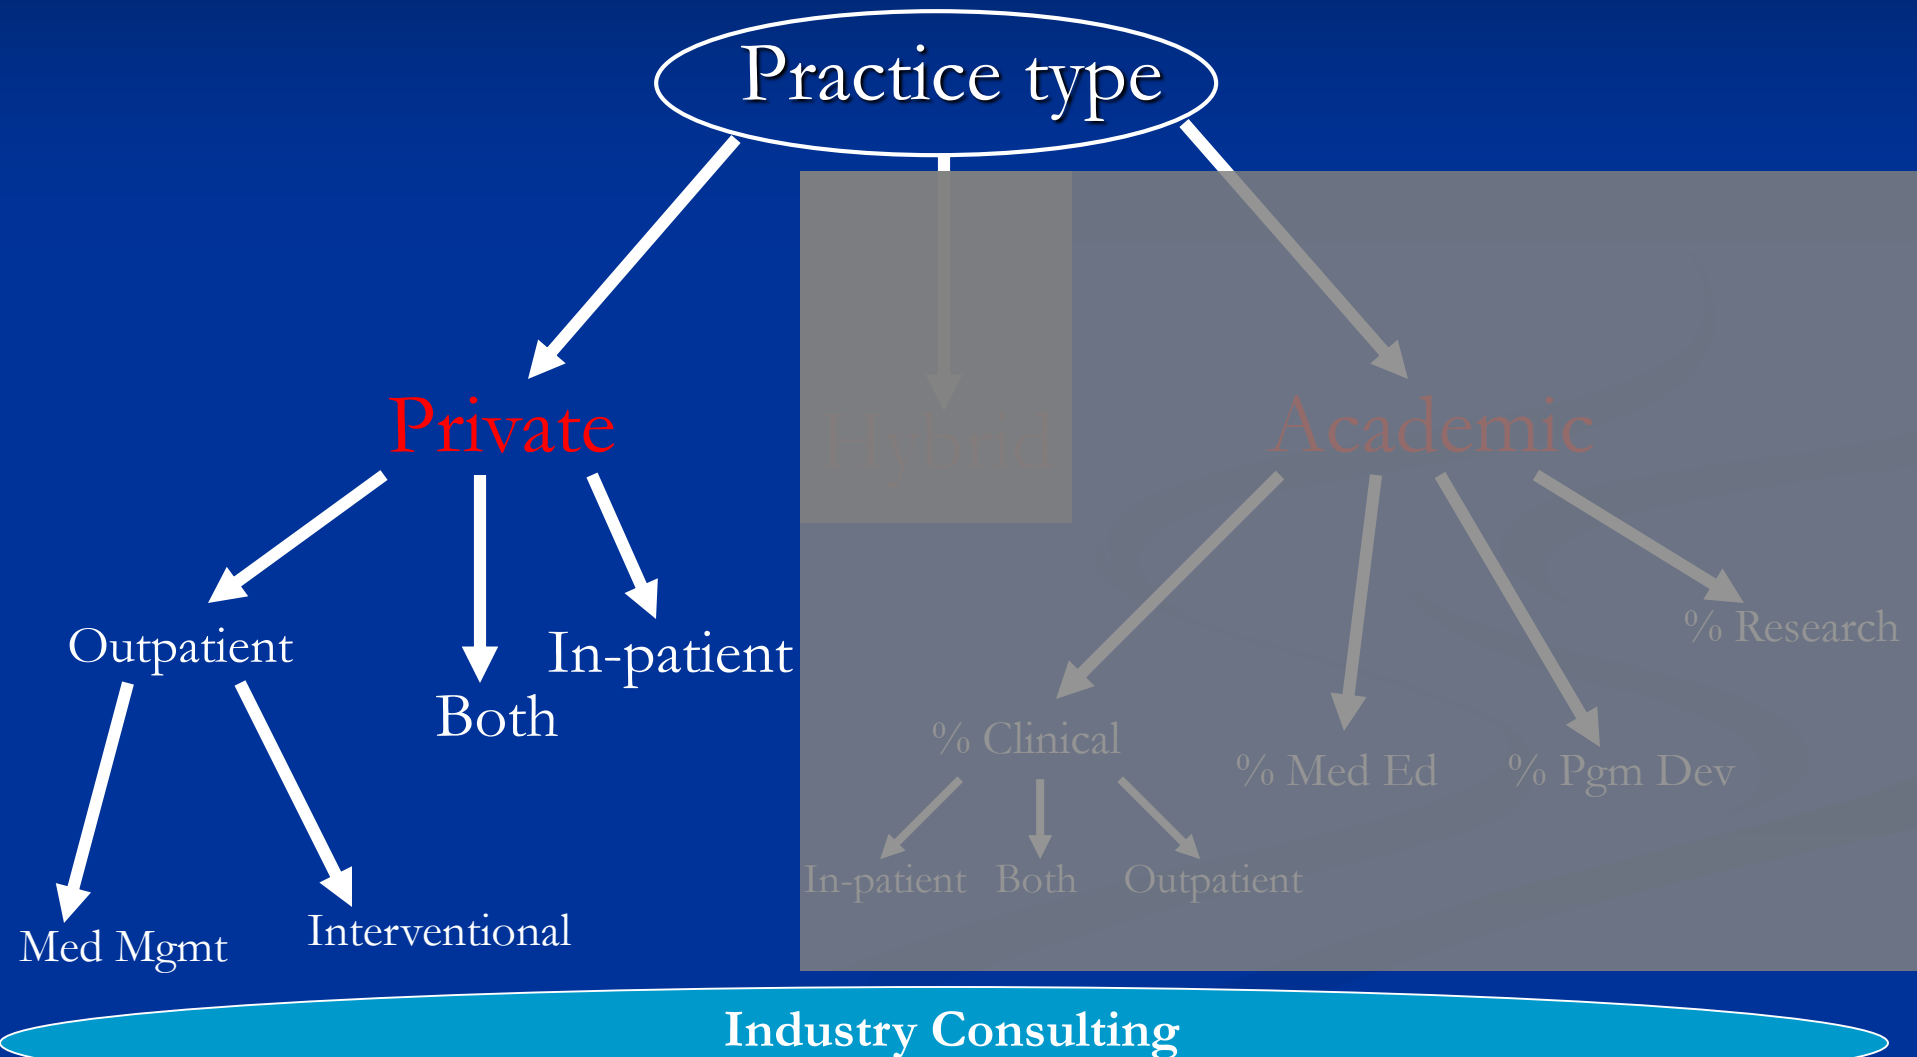 Practice type
Private
Hybrid
Academic
Outpatient
Both
In-patient
Med Mgmt
Interventional
% Clinical
% Med Ed
% Pgm Dev
% Research
In-patient
Both
Outpatient
Industry Consulting